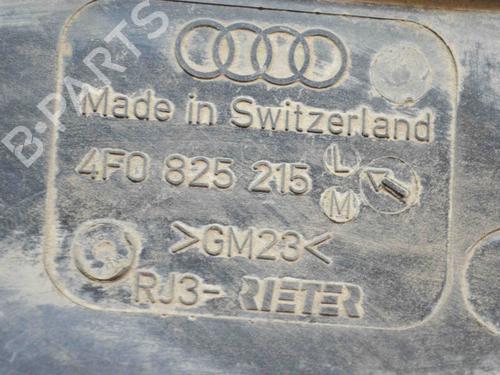 B-PARTS
Made in Switzerland
4F0 825 215 L
M
>GM23<
RJ3- RIETER